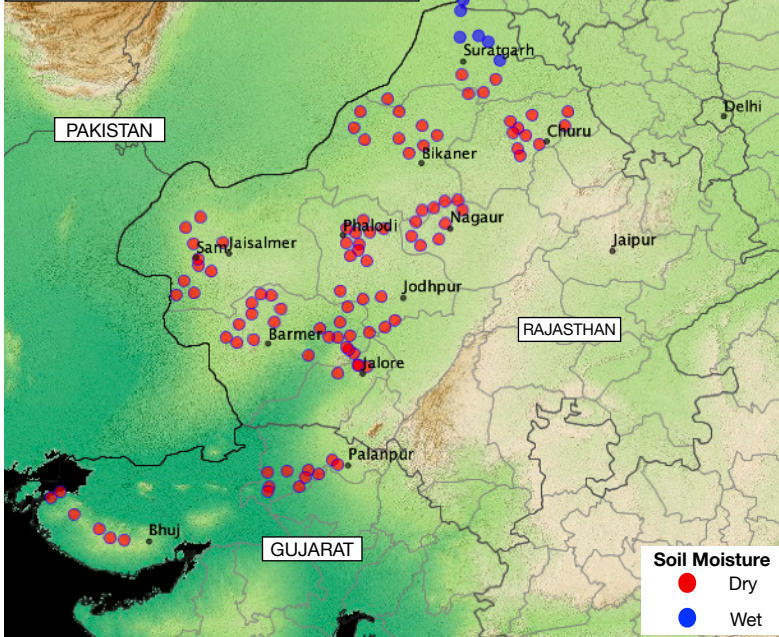 Suratgarh
Delhi
PAKISTAN
Churu
Bikaner
Phalodi
Nagaur
Sam
Jaisalmer
Jaipur
Jodhpur
RAJASTHAN
Barmer
Jalore
Palanpur
Bhuj
GUJARAT
Soil Moisture
Dry
Wet